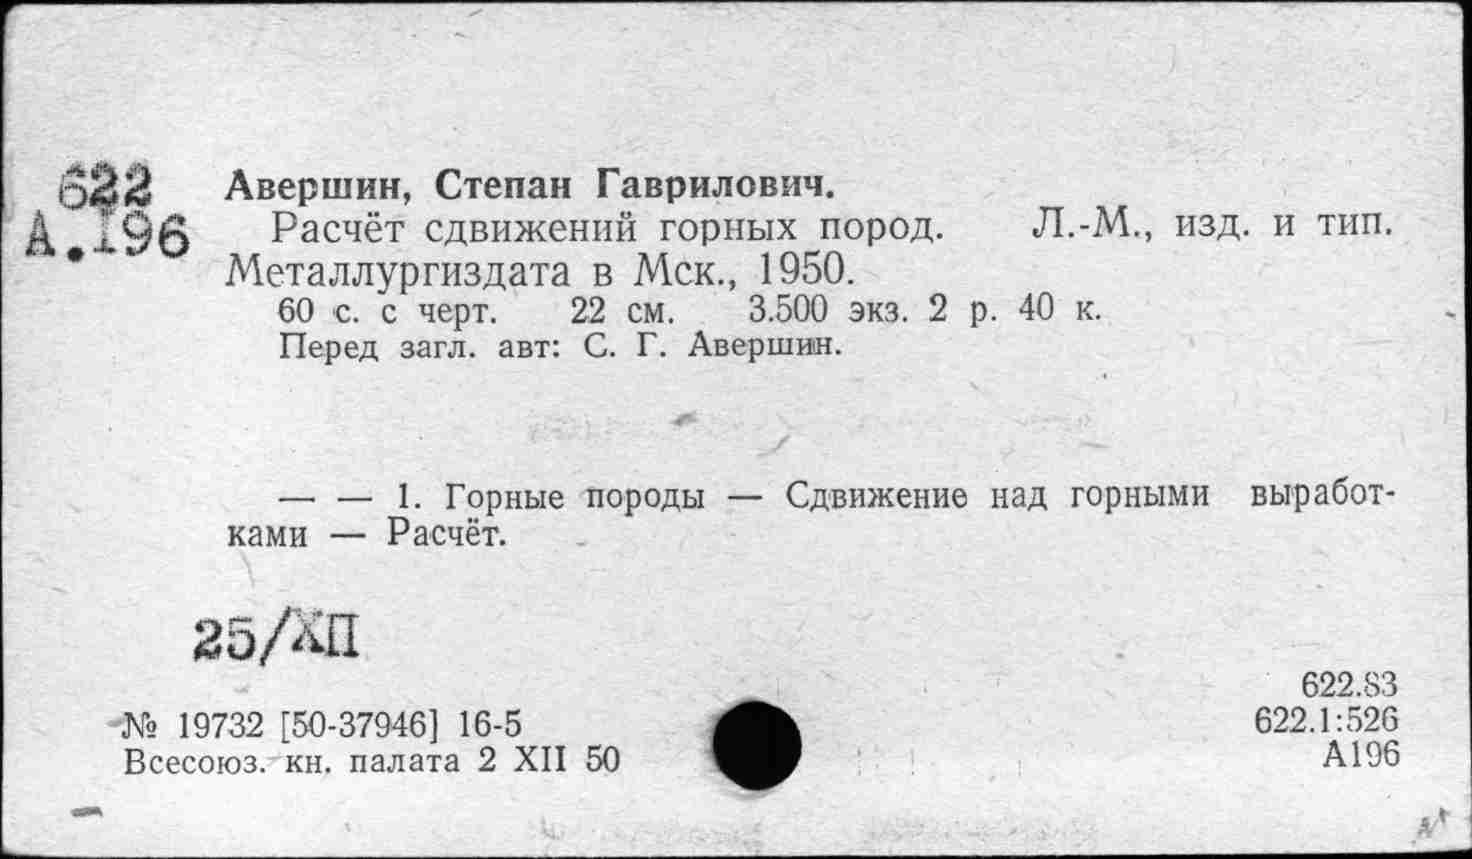 622
А.196
Авершин, Степан Гаврилович.
Расчёт сдвижений горных пород. Л.-М., изд. и тип.
Металлургиздата в Мск., 1950.
60 с. с черт. 22 см. 3.500 экз. 2 р. 40 к.
Перед загл. авт: С. Г. Авершин.
— — 1. Горные породы — Сдвижение над горными выработ-
ками — Расчёт.
25/ХП
622.83
№ 19732 [50-37946] 16-5
622.1:526
Всесоюз. кн. палата 2 XII 50
А196